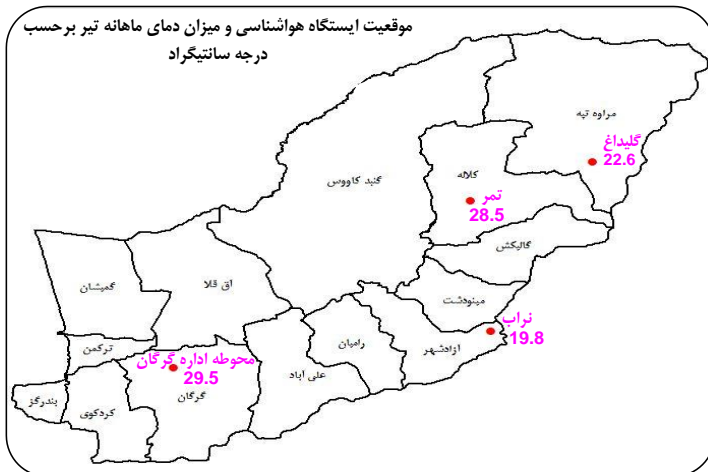 موقعیت ایستگاه هواشناسی و میزان دمای ماهانه تیر برحسب
درجه سانتیگراد
مراوه تپه
گلیداغ
22.6
کلاله
تمر
28.5
گنبد کاووس
گالیکش
گمیشان
اق قلا
مینودشت
نراب
19.8
ازادشهر
رامیان
ترکمن
محوطه اداره گرگان
29.5
علی آباد
بندرگز
کردکوی
گرگان